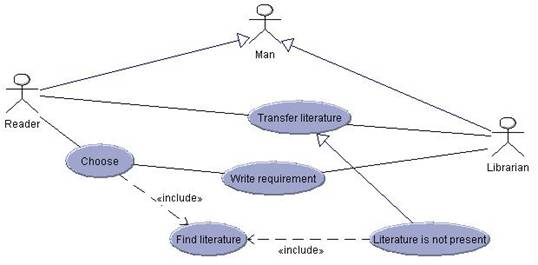 Man
Reader
Transfer literature
Librarian
Choose
Write requirement
«include»
Find literature
«include»
Literature is not present